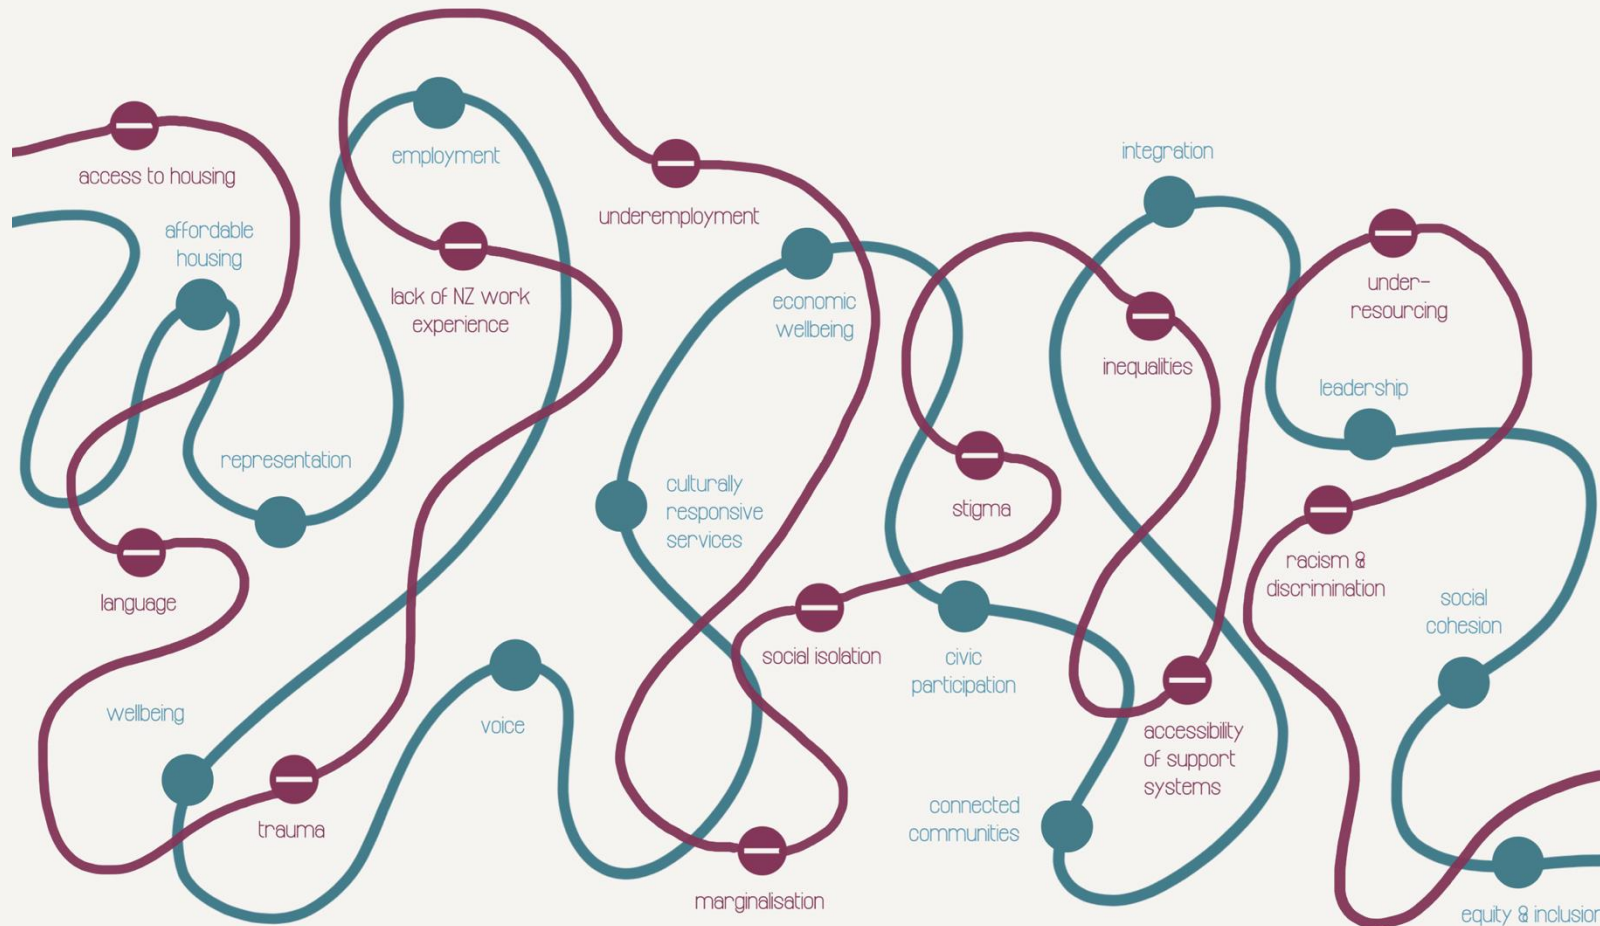 integration
employment
access to housing
underemployment
affordable
housing
under-
resourcing
lack of NZ work
experience
economic
wellbeing
inequalities
leadership
representation
culturally
responsive
services
stigma
racism &
discrimination
language
social
cohesion
social isolation
civic
participation
wellbeing
voice
accessibility
of support
systems
trauma
connected
communities
marginalisation
equity & inclusion